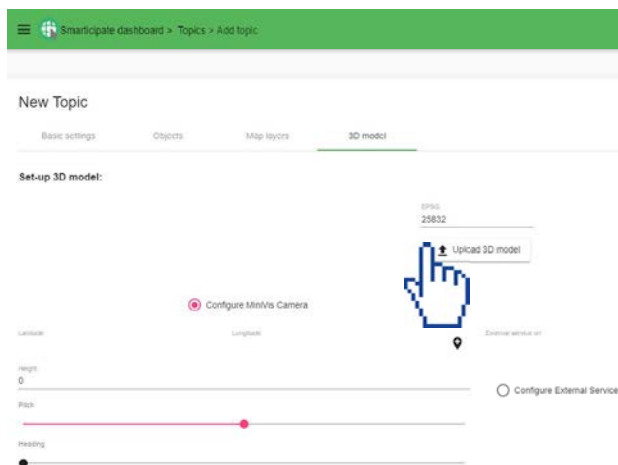 Smarticipate dashboard > Topics > Add topic
New Topic
Basic settings Objects Map layers 3D model
Set-up 3D model:
EPSG
25832
Upload 3D model
Configure MiniVis Camera
Latitude Longitude External service url
Height
0
Configure External Service
Pitch
Heading